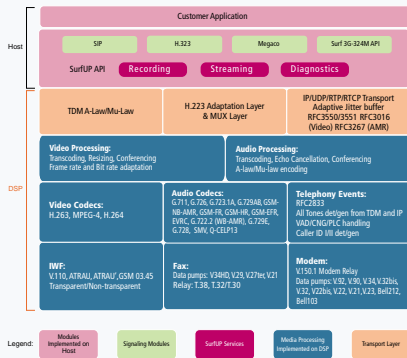 Customer Application
Host
SIP
H.323
Megaco
Surf 3G-324M API
SurfUP API
Recording
Streaming
Diagnostics
DSP
TDM A-Law/Mu-Law
H.223 Adaptation Layer
& MUX Layer
IP/UDP/RTP/RTCP Transport
Adaptive Jitter buffer
RFC3550/3551 RFC3016
(Video) RFC3267 (AMR)
Video Processing:
Transcoding, Resizing, Conferencing
Frame rate and Bit rate adaptation
Audio Processing:
Transcoding, Echo Cancellation, Conferencing
A-law/Mu-law encoding
Video Codecs:
H.263, MPEG-4, H.264
Audio Codecs:
G.711, G.726, G.723.1A, G.729AB, GSM-
NB-AMR, GSM-FR, GSM-HR, GSM-EFR,
EVRC, G.722.2 (WB-AMR), G.729E,
G.728, SMV, Q-CELP13
Telephony Events:
RFC2833
All Tones det/gen from TDM and IP
VAD/CNG/PLC handling
Caller ID I/II det/gen
IWF:
V.110, ATRAU, ATRAU', GSM 03.45
Transparent/Non-transparent
Fax:
Data pumps: V34HD, V29, V27ter, V21
Relay: T.38, T.32/T.30
Modem:
V.150.1 Modem Relay
Data pumps: V.92, V.90, V.34, V.32bis,
V.32, V22bis, V.22, V.21, V.23, Bell212,
Bell103
Legend:
Modules
Implemented on
Host
Signaling Modules
SurfUP Services
Media Processing
Implemented on DSP
Transport Layer